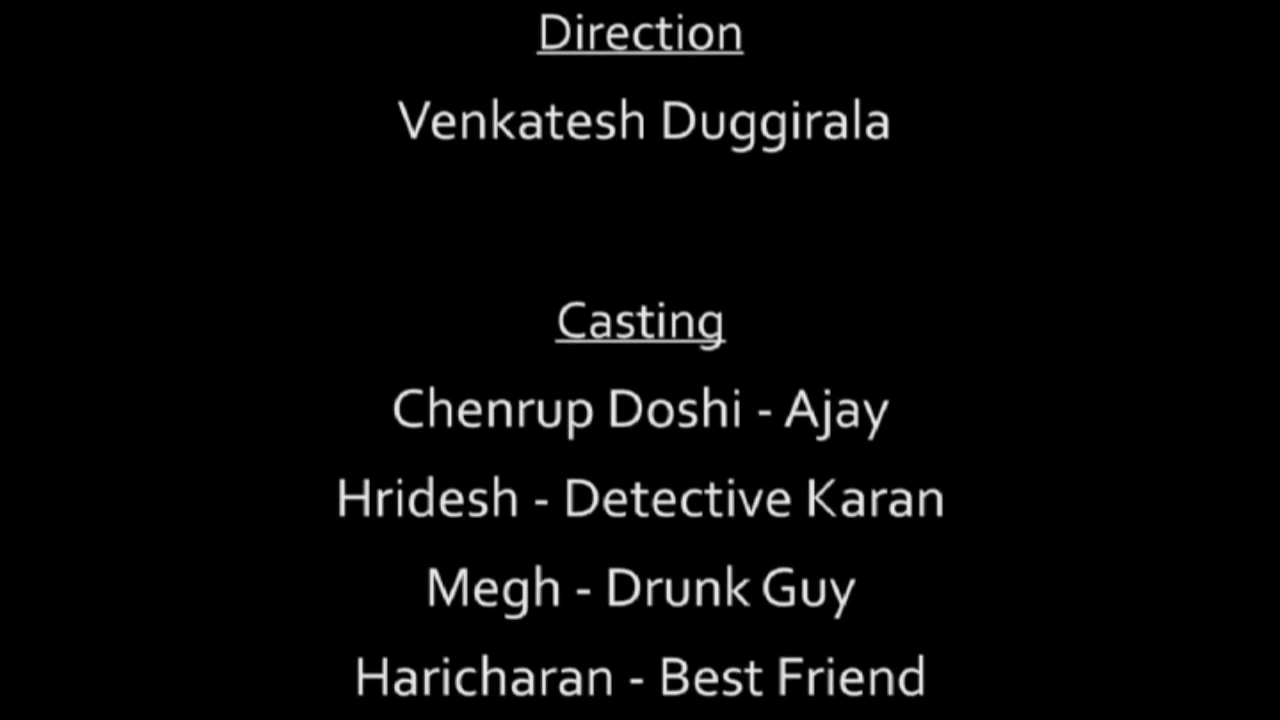 Direction
Venkatesh Duggirala
Casting
Chenrup Doshi - Ajay
Hridesh - Detective Karan
Megh - Drunk Guy
Haricharan - Best Friend